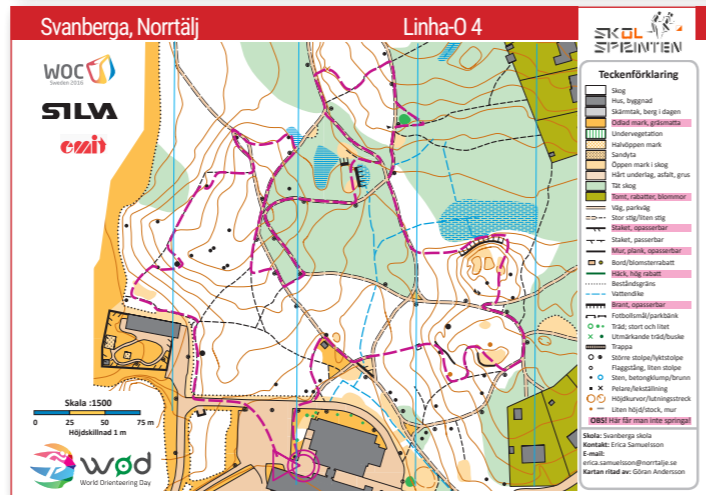 Svanberga, Norrtälj
Linha-O 4
SKOL
SPRINTEN
WOC
Sweden 2016
SILVA
emit
Teckenförklaring
Skog
Hus, byggnad
Skärmtak, berg i dagen
Odlad mark, gräsmatta
Undervegetation
Halvöppen mark
Sandyta
Öppen mark i skog
Hårt underlag, asfalt, grus
Tät skog
Tomt, rabatter, blommor
Väg, parkväg
Stor stig/liten stig
Staket, opasserbar
Staket, passerbar
Mur, plank, opasserbar
Bord/blomsterrabatt
Häck, hög rabatt
Beståndsgräns
Vattendike
Brant, opasserbar
Fotbollsmål/parkbänk
Träd; stort och litet
Utmärkande träd/buske
Trappa
Större stolpe/lyktstolpe
Flaggstång, liten stolpe
Sten, betongklump/brunn
Pelare/lekställning
Höjdkurvor/lutningsstreck
Liten höjd/stock, mur
OBS! Här får man inte springa!
Skola: Svanberga skola
Kontakt: Erica Samuelsson
E-mail:
erica.samuelsson@norrtalje.se
Kartan ritad av: Göran Andersson
Skala :1500
0 25 50 75 m
Höjdskillnad 1 m
wod
World Orienteering Day